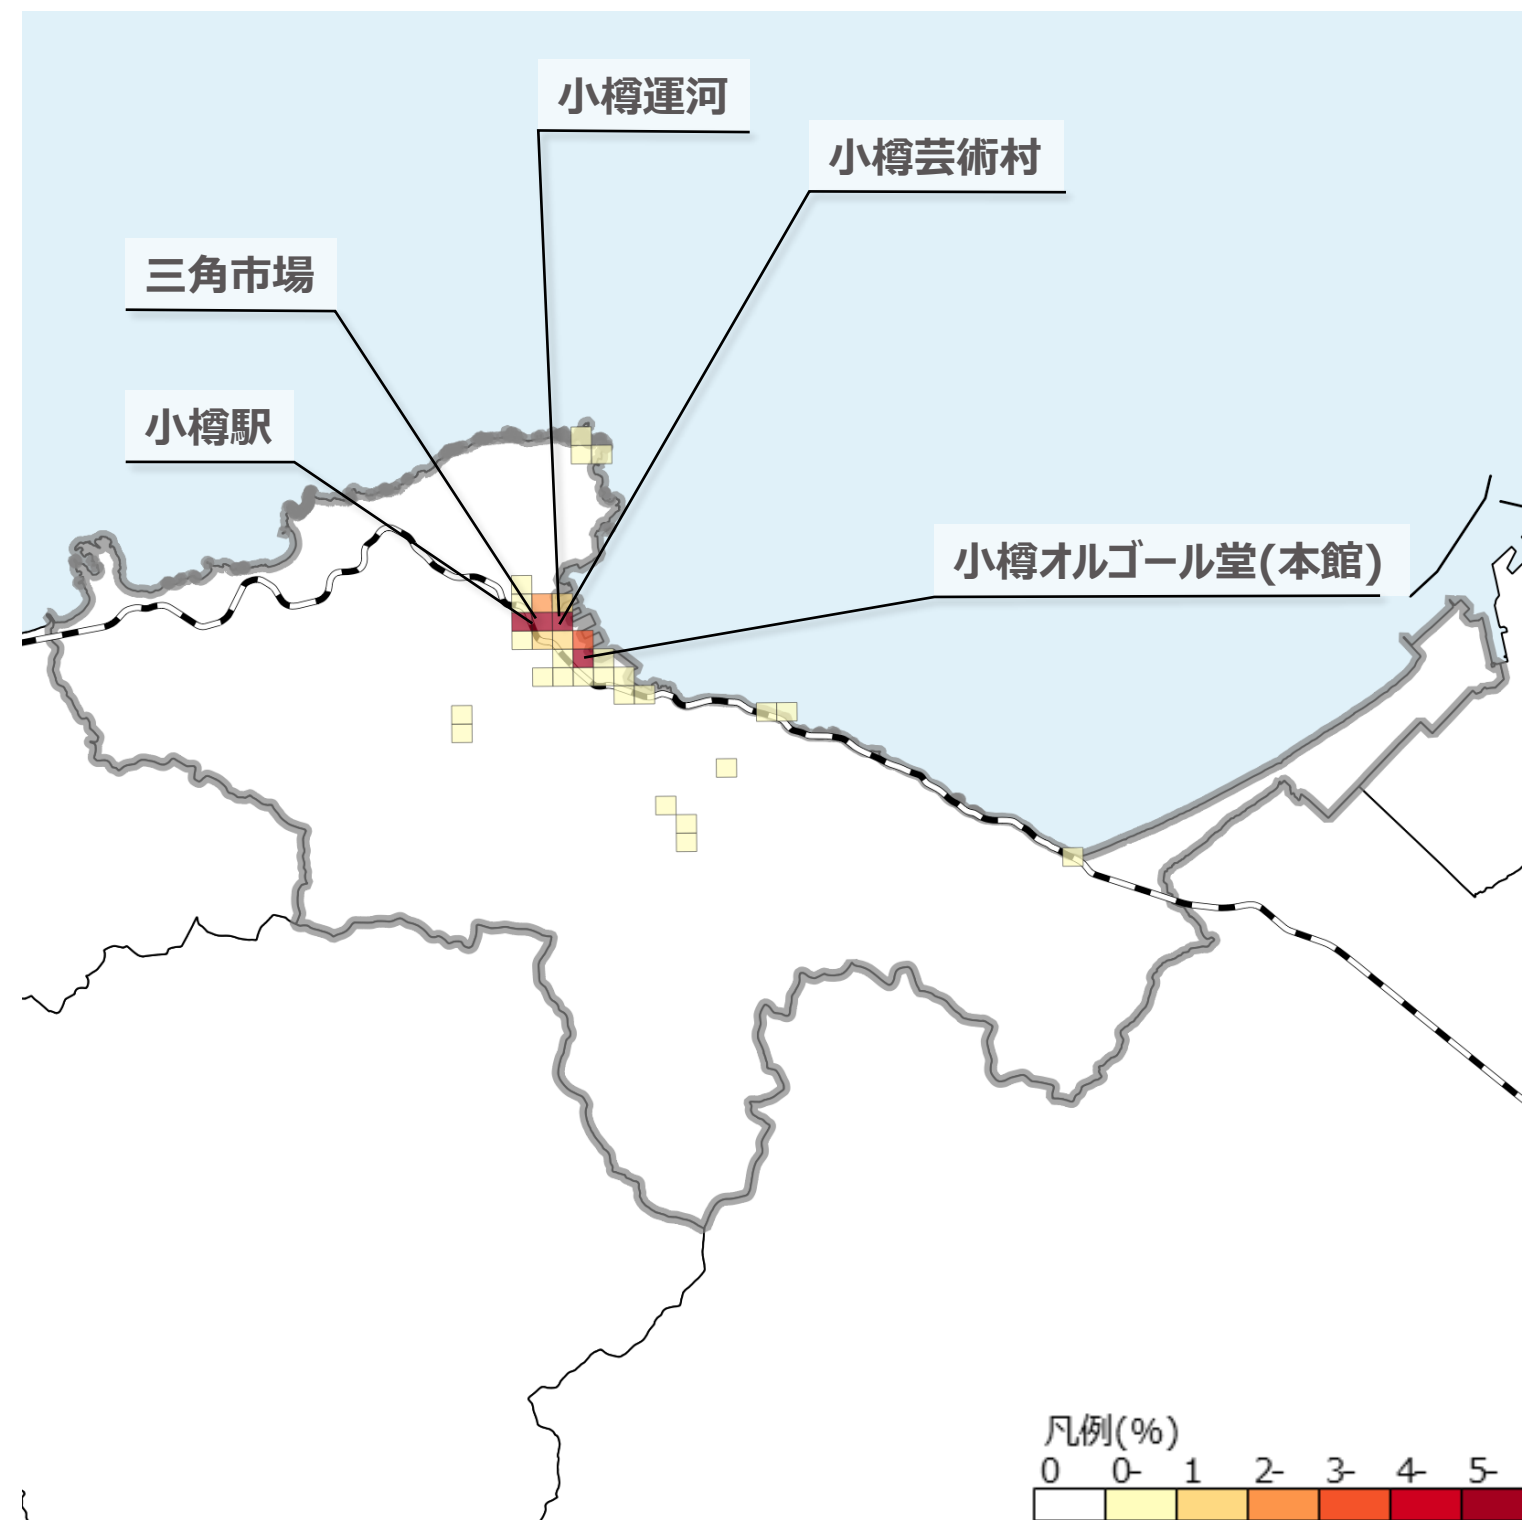 小樽運河
小樽芸術村
三角市場
小樽駅
小樽オルゴール堂(本館)
凡例(%)
0 0- 1 2- 3- 4- 5-